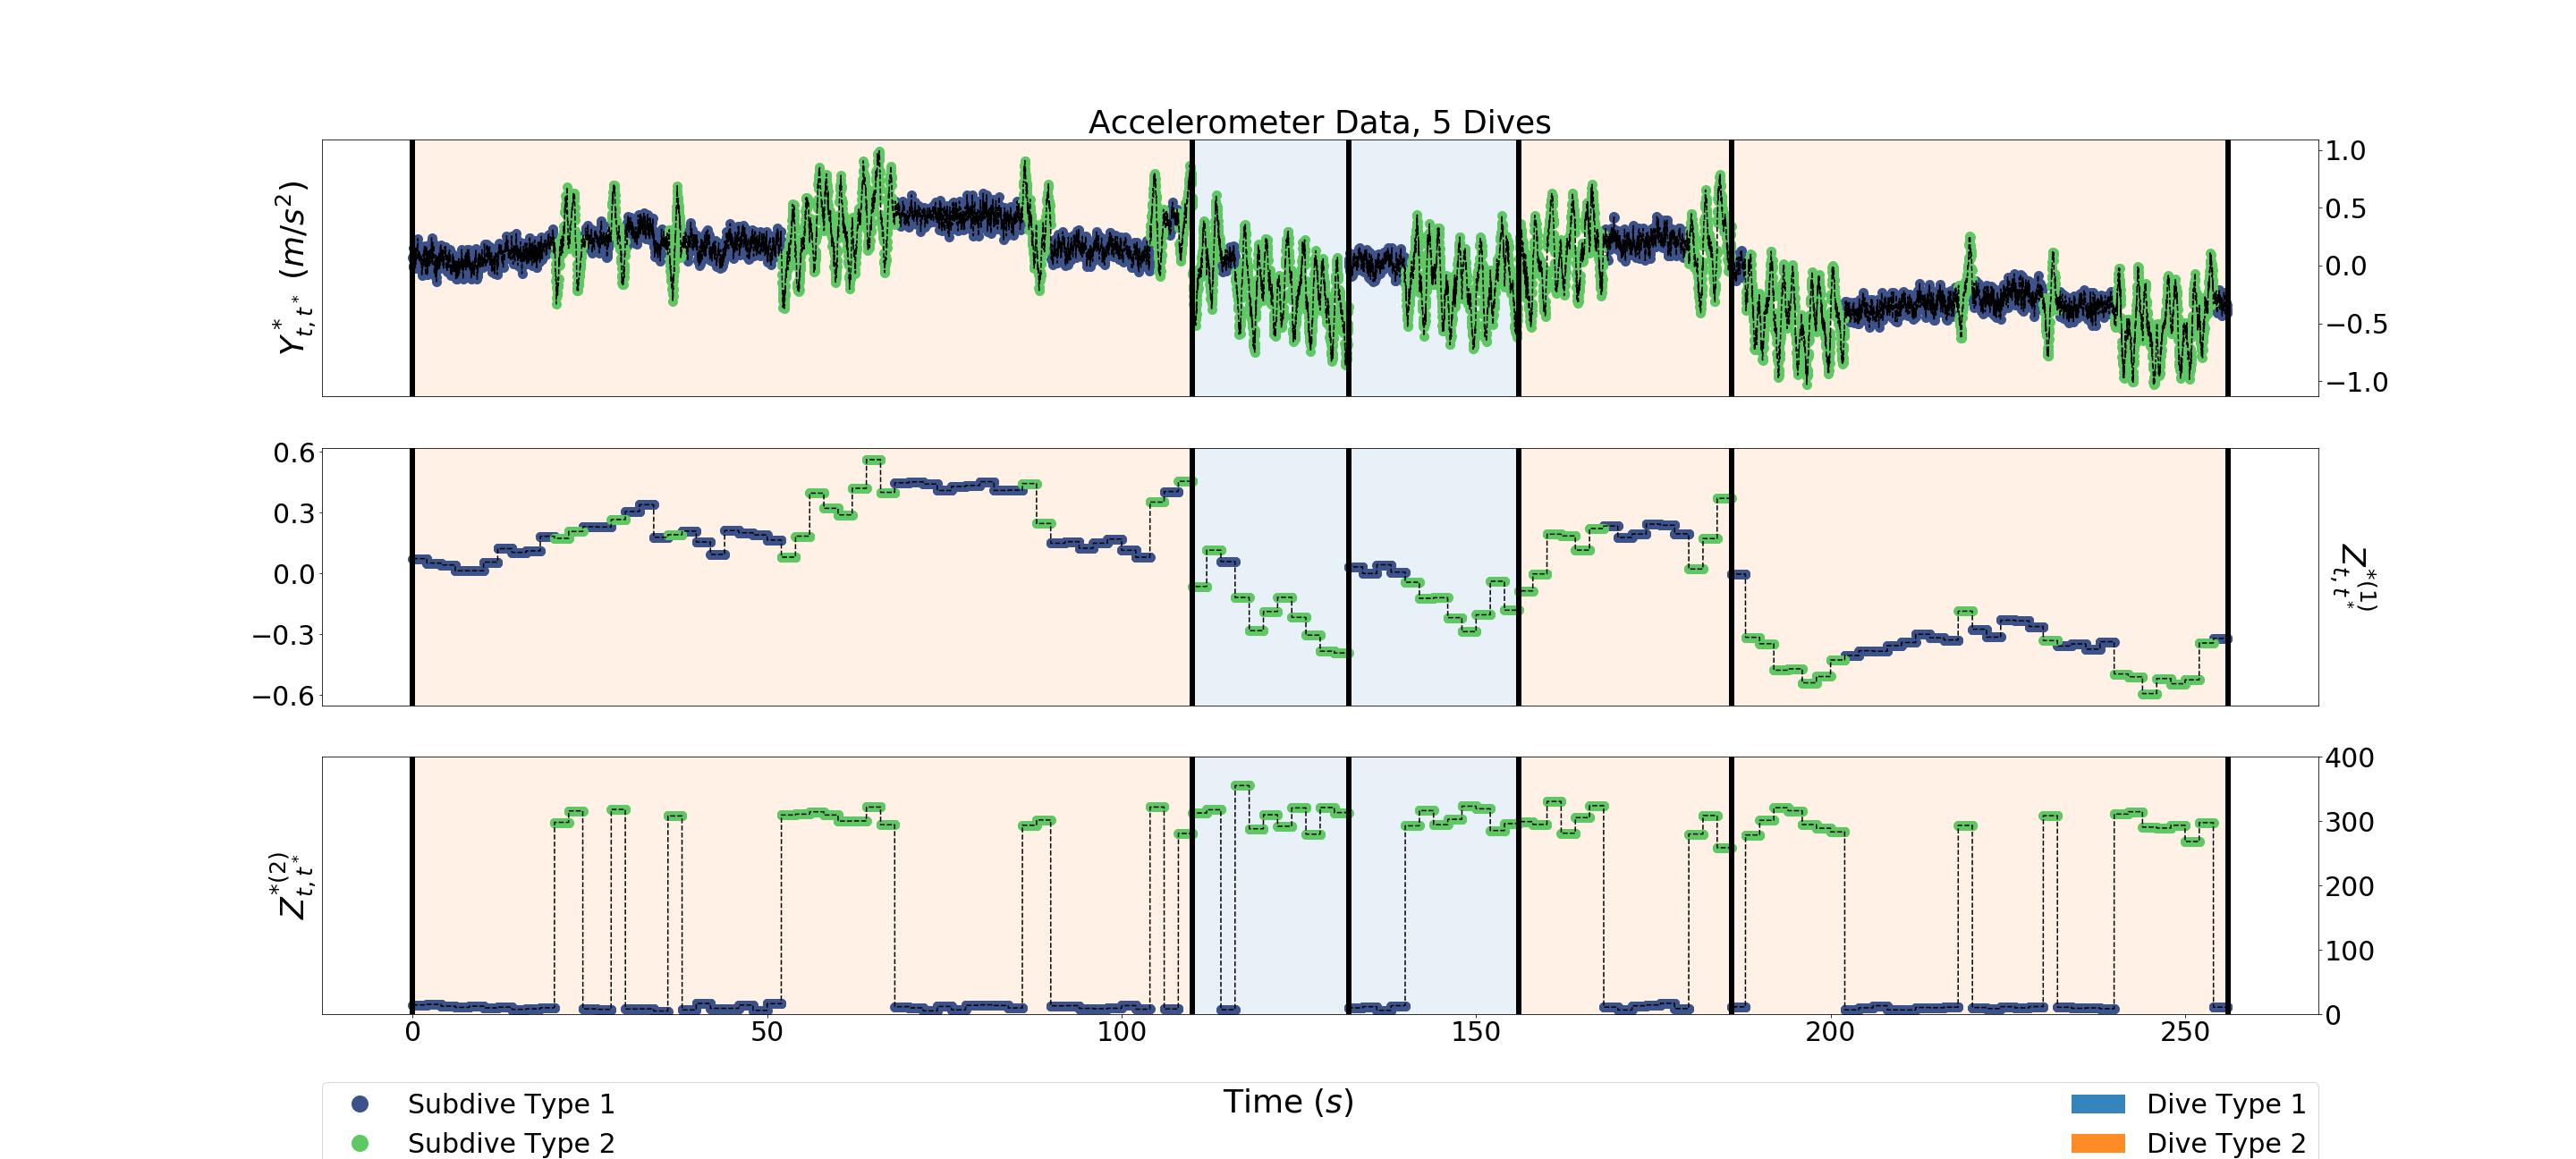 Accelerometer Data, 5 Dives
Y*_{t, t*} (m/s²)
1.0
0.5
0.0
−0.5
−1.0
0.6
0.3
0.0
−0.3
−0.6
Z*^{(1)}_{t, t*}
Z*^{(2)}_{t, t*}
400
300
200
100
0
0 50 100 150 200 250
Time (s)
Subdive Type 1
Subdive Type 2
Dive Type 1
Dive Type 2